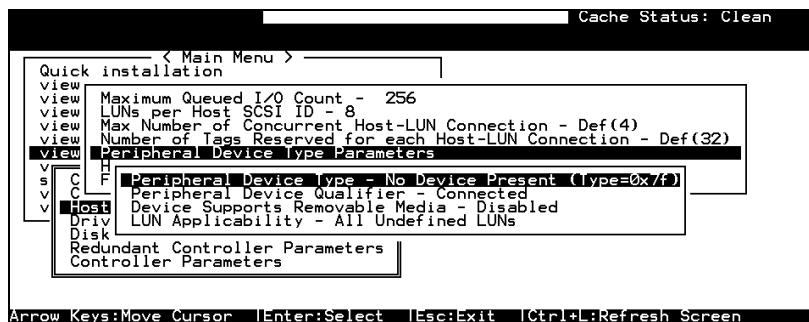 Cache Status: Clean
< Main Menu >
Quick installation
view
view Maximum Queued I/O Count - 256
view LUNs per Host SCSI ID - 8
view Max Number of Concurrent Host-LUN Connection - Def(4)
view Number of Tags Reserved for each Host-LUN Connection - Def(32)
view Peripheral Device Type Parameters
v H
s C F Peripheral Device Type - No Device Present (Type=0x7f)
v C Peripheral Device Qualifier - Connected
v Host Device Supports Removable Media - Disabled
Driv LUN Applicability - All Undefined LUNs
Disk
Redundant Controller Parameters
Controller Parameters
Arrow Keys:Move Cursor |Enter:Select |Esc:Exit |Ctrl+L:Refresh Screen